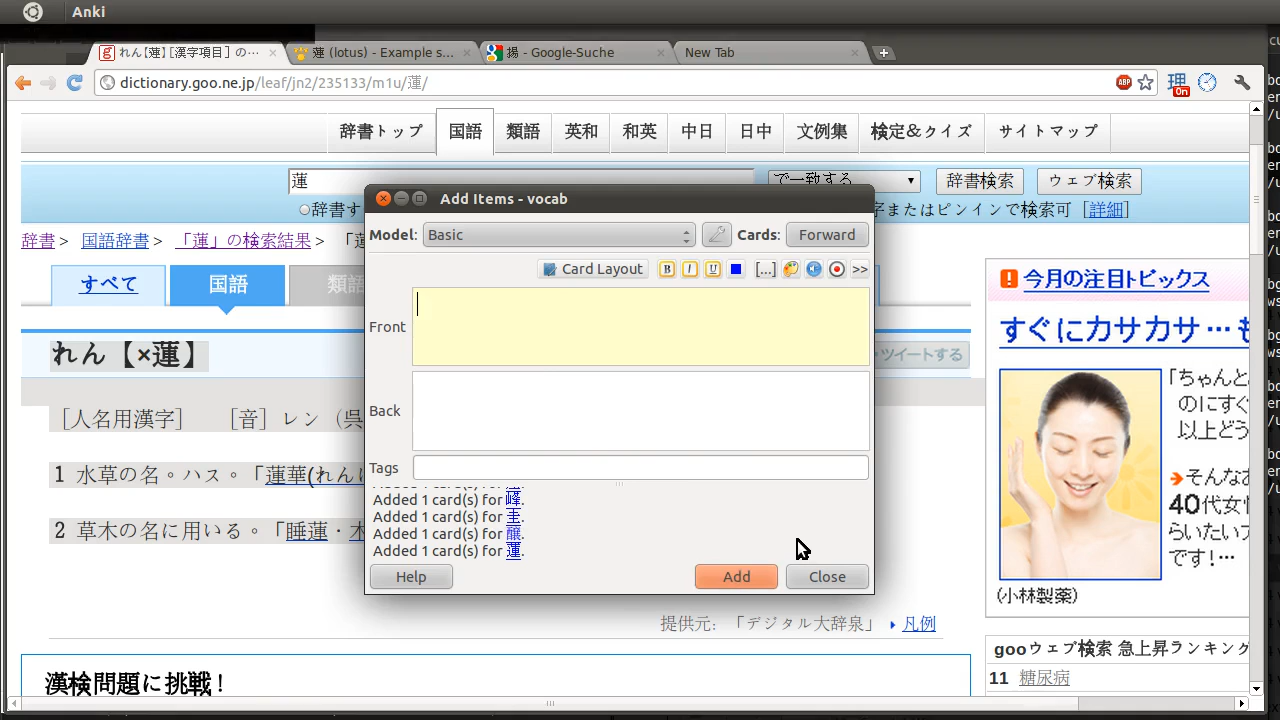 Anki
れん【蓮】[漢字項目] の…
蓮 (lotus) - Example s...
揚 - Google-Suche
New Tab
dictionary.goo.ne.jp/leaf/jn2/235133/m1u/蓮/
ABP
理
On
辞書トップ
国語
類語
英和
和英
中日
日中
文例集
検定&クイズ
サイトマップ
蓮
で一致する
辞書検索
ウェブ検索
辞書す
字またはピンインで検索可 [詳細]
辞書 > 国語辞書 > 「蓮」の検索結果 >
すべて
国語
類語
れん【×蓮】
ツイートする
[人名用漢字] [音] レン (呉
1 水草の名。ハス。「蓮華(れんげ
2 草木の名に用いる。「睡蓮・木
提供元: 「デジタル大辞泉」 凡例
漢検問題に挑戦!
Add Items - vocab
Model: Basic Cards: Forward
Card Layout B I U [...] >>
Front
Back
Tags
Added 1 card(s) for 峰.
Added 1 card(s) for 圭.
Added 1 card(s) for 醸.
Added 1 card(s) for 蓮.
Help Add Close
今月の注目トピックス
すぐにカサカサ…も
「ちゃんと
のにすぐ
以上どう
そんなあ
40代女性
らいたいア
です!…
(小林製薬)
gooウェブ検索 急上昇ランキング
11 糖尿病